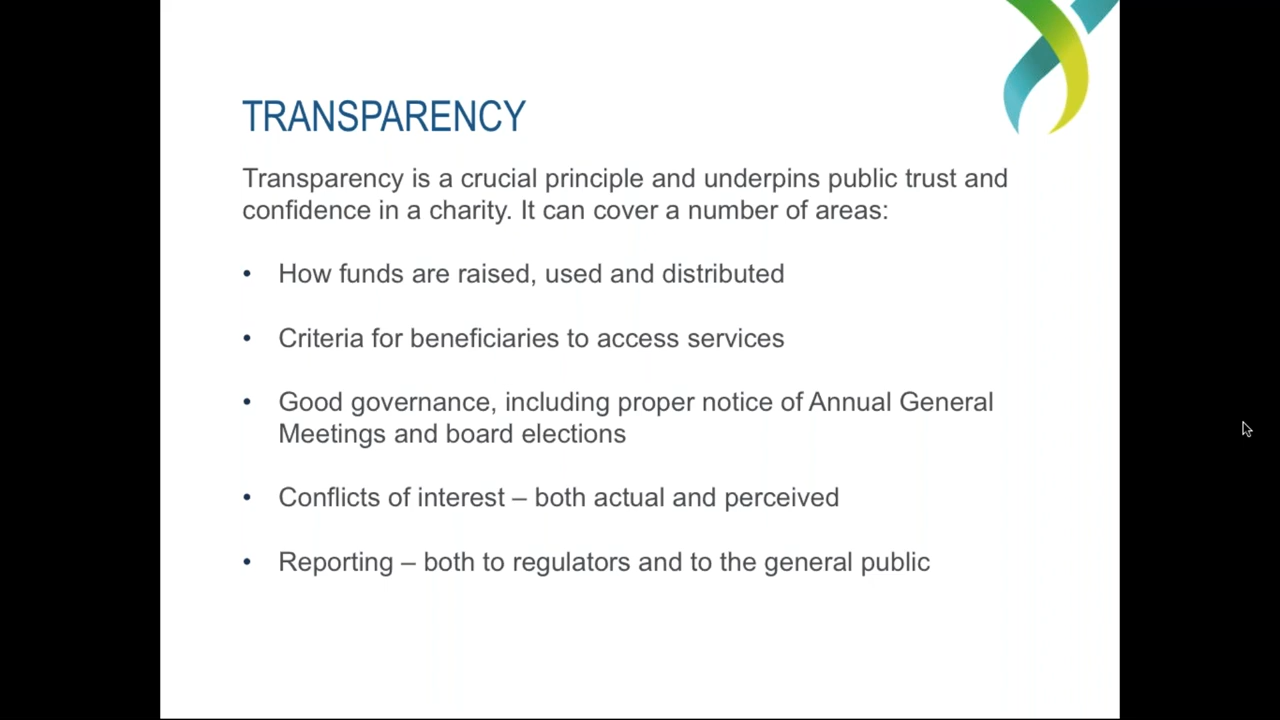 TRANSPARENCY
Transparency is a crucial principle and underpins public trust and
confidence in a charity. It can cover a number of areas:
• How funds are raised, used and distributed
• Criteria for beneficiaries to access services
• Good governance, including proper notice of Annual General
Meetings and board elections
• Conflicts of interest – both actual and perceived
• Reporting – both to regulators and to the general public